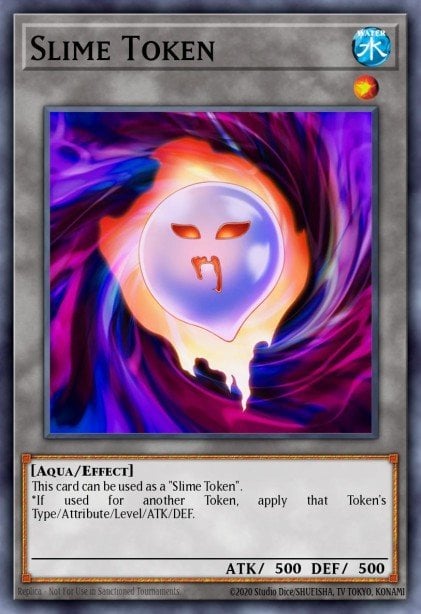 Slime Token
WATER
水
[Aqua/Effect]
This card can be used as a "Slime Token".
*If used for another Token, apply that Token's
Type/Attribute/Level/ATK/DEF.
ATK/ 500 DEF/ 500
Replica - Not For Use in Sanctioned Tournaments.
©2020 Studio Dice/SHUEISHA, TV TOKYO, KONAMI